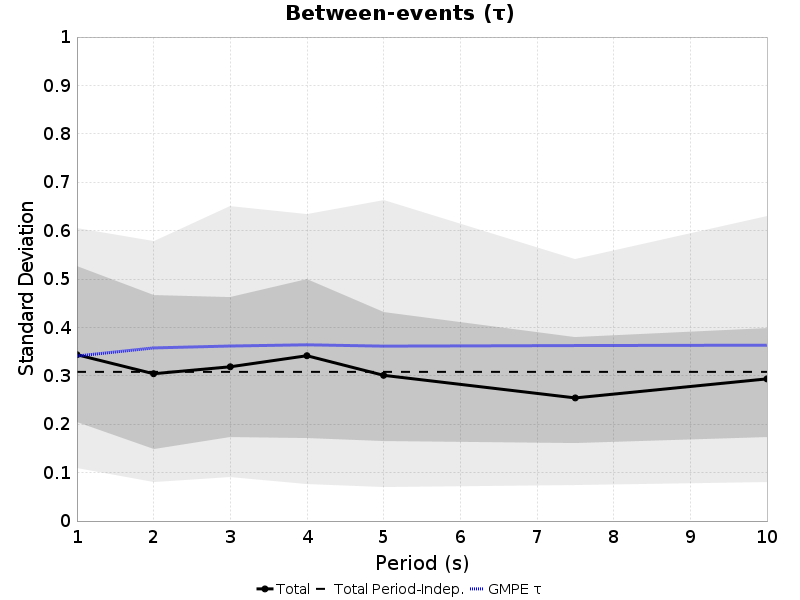 Between-events (τ)
1
0.9
0.8
0.7
0.6
0.5
0.4
0.3
0.2
0.1
0
Standard Deviation
1 2 3 4 5 6 7 8 9 10
Period (s)
Total Total Period-Indep. GMPE τ